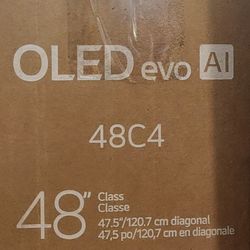 OLED evo AI
48C4
48" Class
Classe
47.5"/120.7 cm diagonal
47,5 po/120,7 cm en diagonale